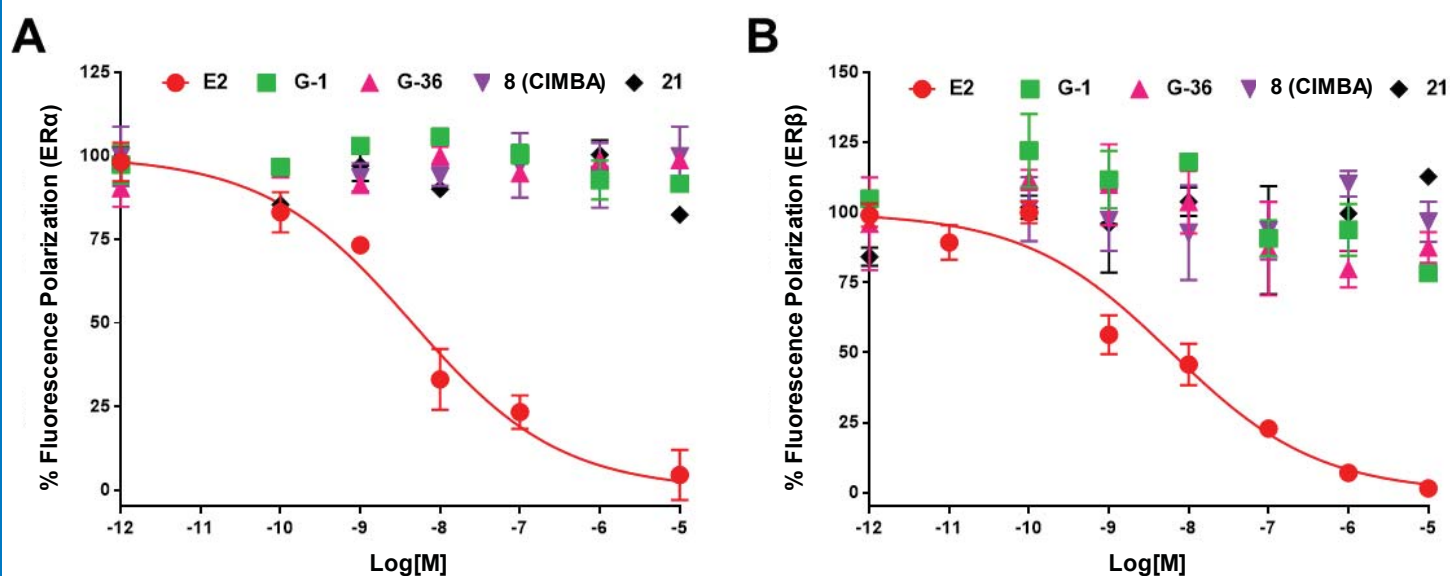 A
B
E2 G-1 G-36 8 (CIMBA) 21
125
100
75
50
25
0
% Fluorescence Polarization (ERα)
-12 -11 -10 -9 -8 -7 -6 -5
Log[M]
E2 G-1 G-36 8 (CIMBA) 21
150
125
100
75
50
25
0
% Fluorescence Polarization (ERβ)
-12 -11 -10 -9 -8 -7 -6 -5
Log[M]